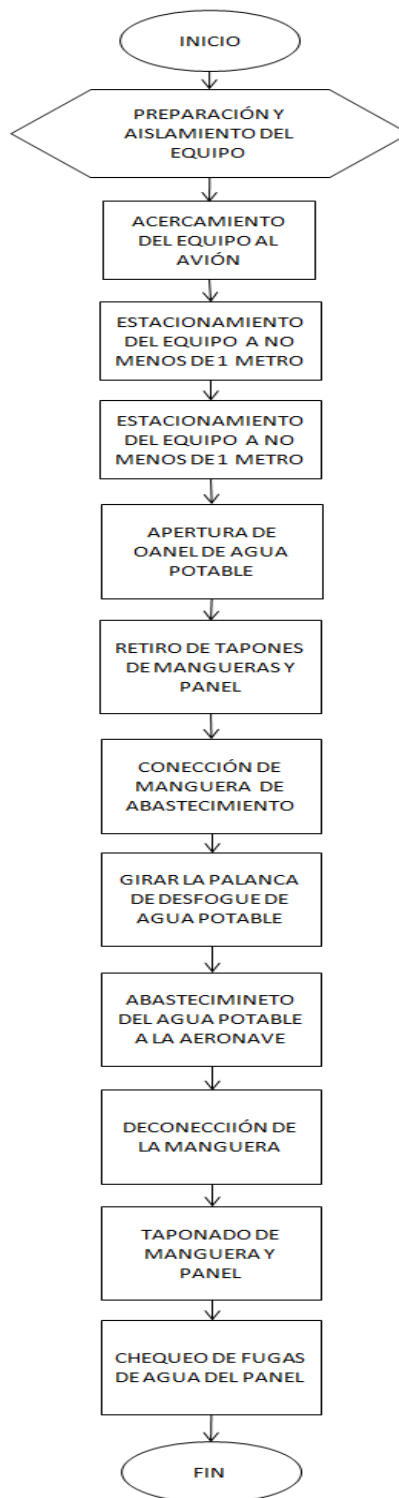 INICIO
PREPARACIÓN Y
AISLAMIENTO DEL
EQUIPO
ACERCAMIENTO
DEL EQUIPO AL
AVIÓN
ESTACIONAMIENTO
DEL EQUIPO A NO
MENOS DE 1 METRO
ESTACIONAMIENTO
DEL EQUIPO A NO
MENOS DE 1 METRO
APERTURA DE
OANEL DE AGUA
POTABLE
RETIRO DE TAPONES
DE MANGUERAS Y
PANEL
CONECCIÓN DE
MANGUERA DE
ABASTECIMIENTO
GIRAR LA PALANCA
DE DESFOGUE DE
AGUA POTABLE
ABASTECIMINETO
DEL AGUA POTABLE
A LA AERONAVE
DECONECIIÓN DE
LA MANGUERA
TAPONADO DE
MANGUERA Y
PANEL
CHEQUEO DE FUGAS
DE AGUA DEL PANEL
FIN